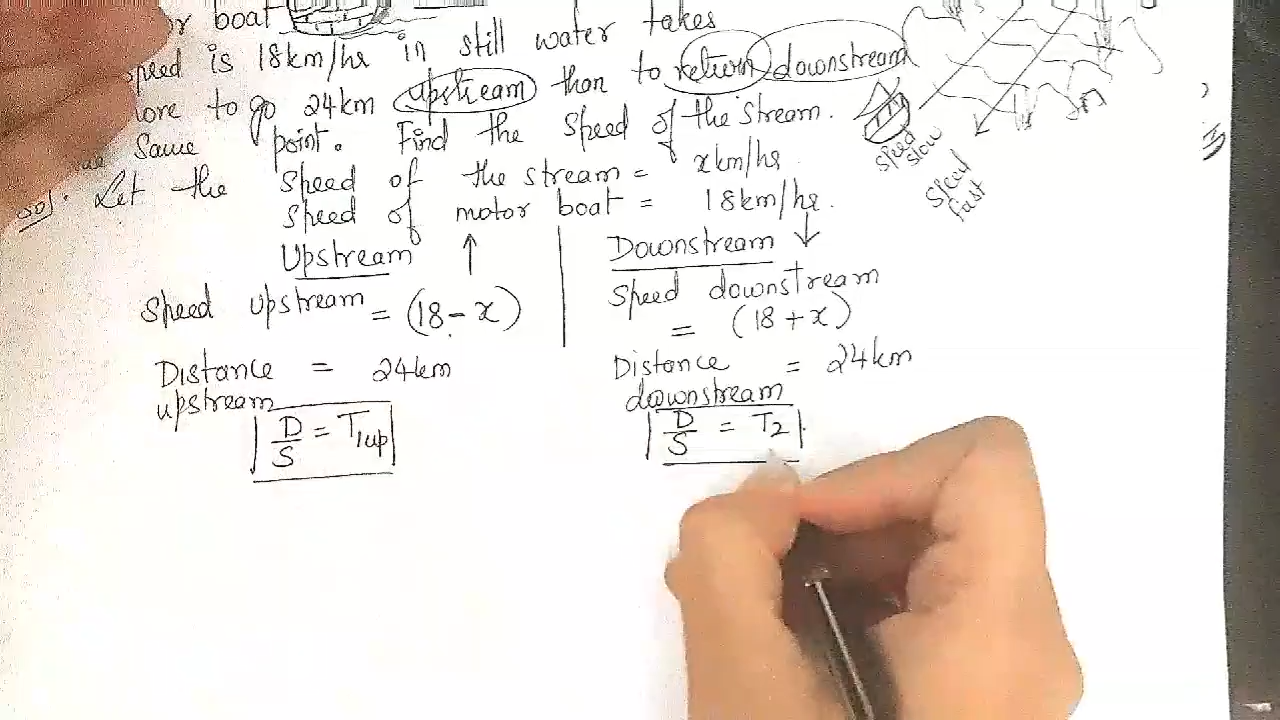 boat
speed is 18km/hr in still water takes
more to go 24km upstream than to return downstream
same point. Find the speed of the stream.
speed slow
speed fast
Sol. Let the speed of the stream = x km/hr
speed of motor boat = 18km/hr.
Upstream ↑
Speed upstream = (18 - x)
Distance upstream = 24km
D/S = T1up
Downstream ↓
Speed downstream
= (18 + x)
Distance downstream = 24km
D/S = T2